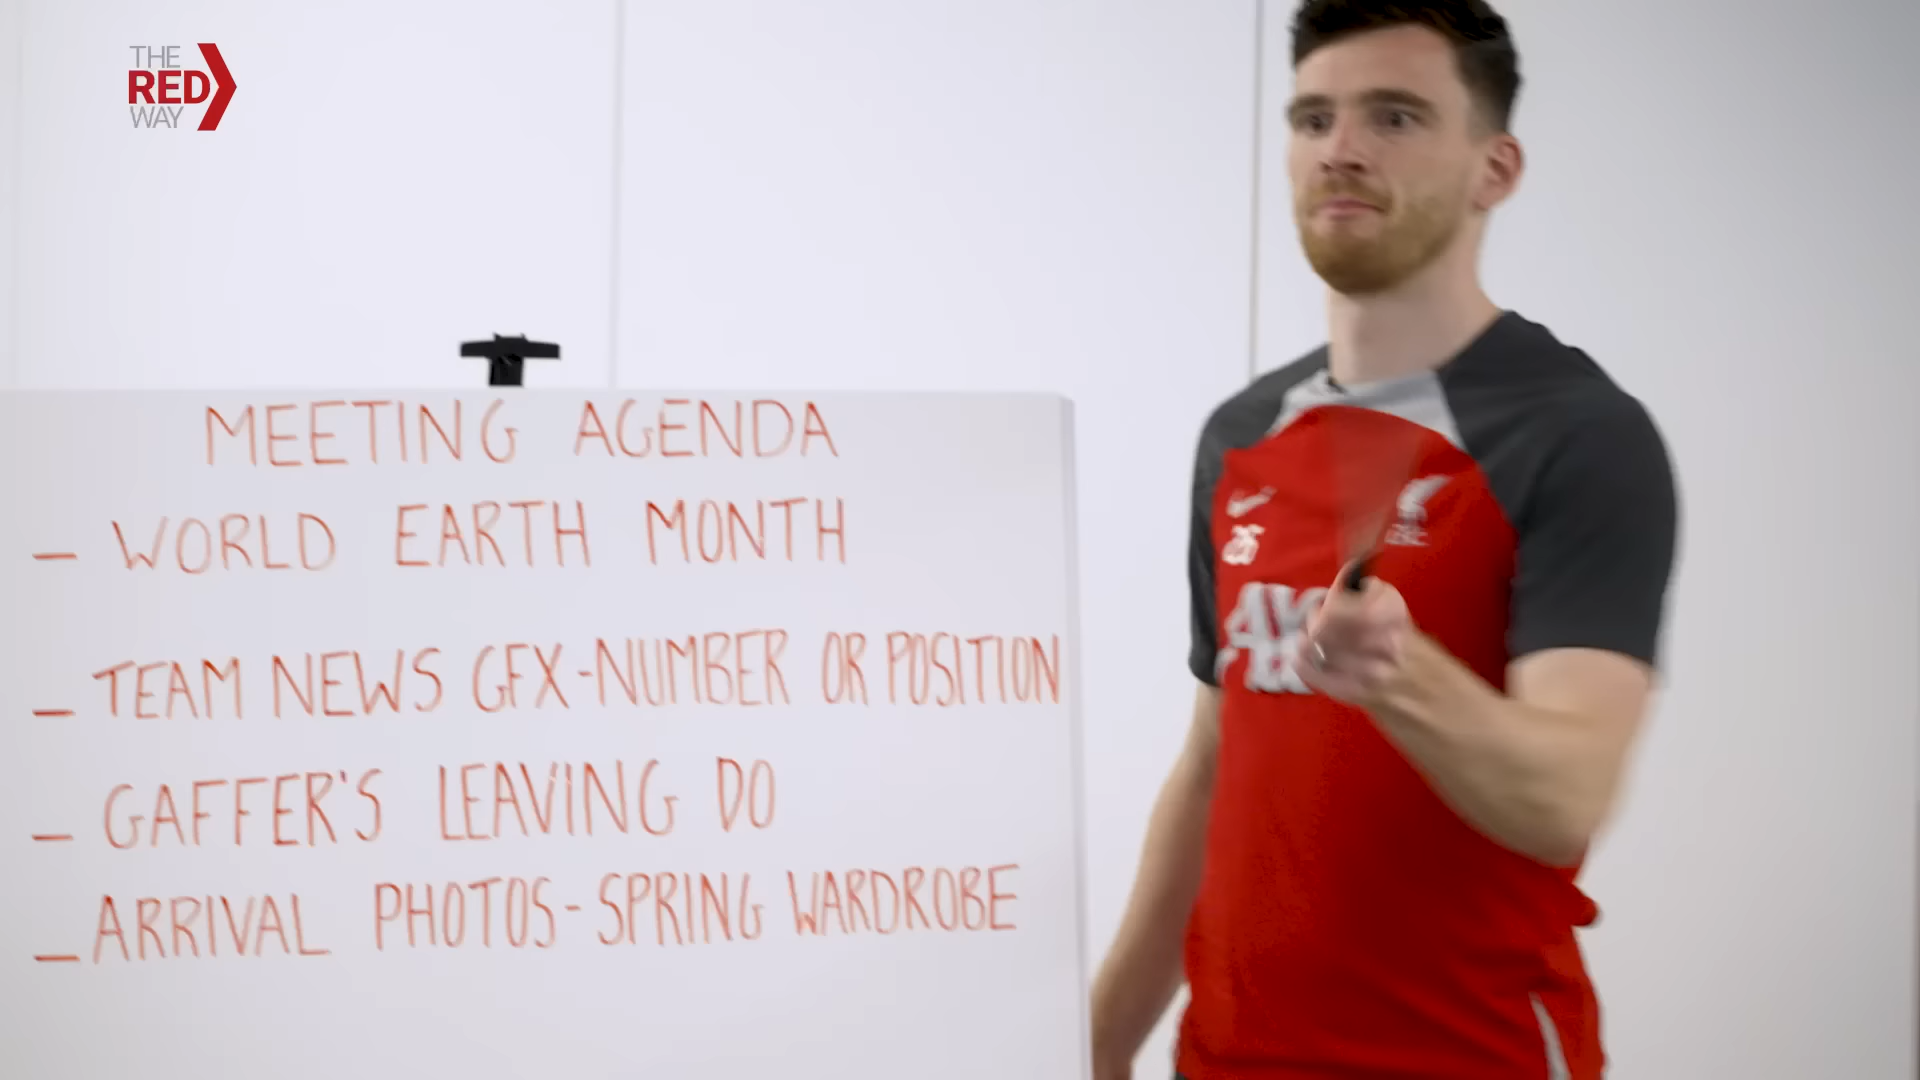 THE
RED
WAY
MEETING AGENDA
- WORLD EARTH MONTH
- TEAM NEWS GFX-NUMBER OR POSITION
- GAFFER'S LEAVING DO
- ARRIVAL PHOTOS-SPRING WARDROBE
26